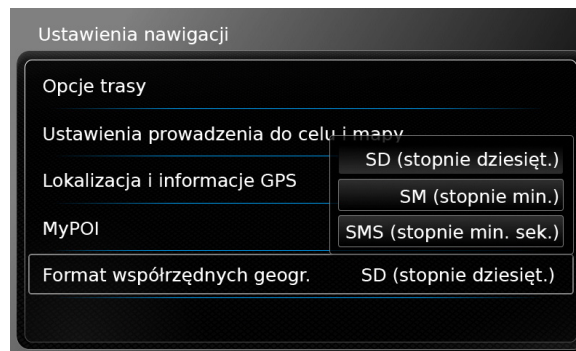 Ustawienia nawigacji
Opcje trasy
Ustawienia prowadzenia do celu i mapy
SD (stopnie dziesięt.)
Lokalizacja i informacje GPS
SM (stopnie min.)
MyPOI
SMS (stopnie min. sek.)
Format współrzędnych geogr. SD (stopnie dziesięt.)